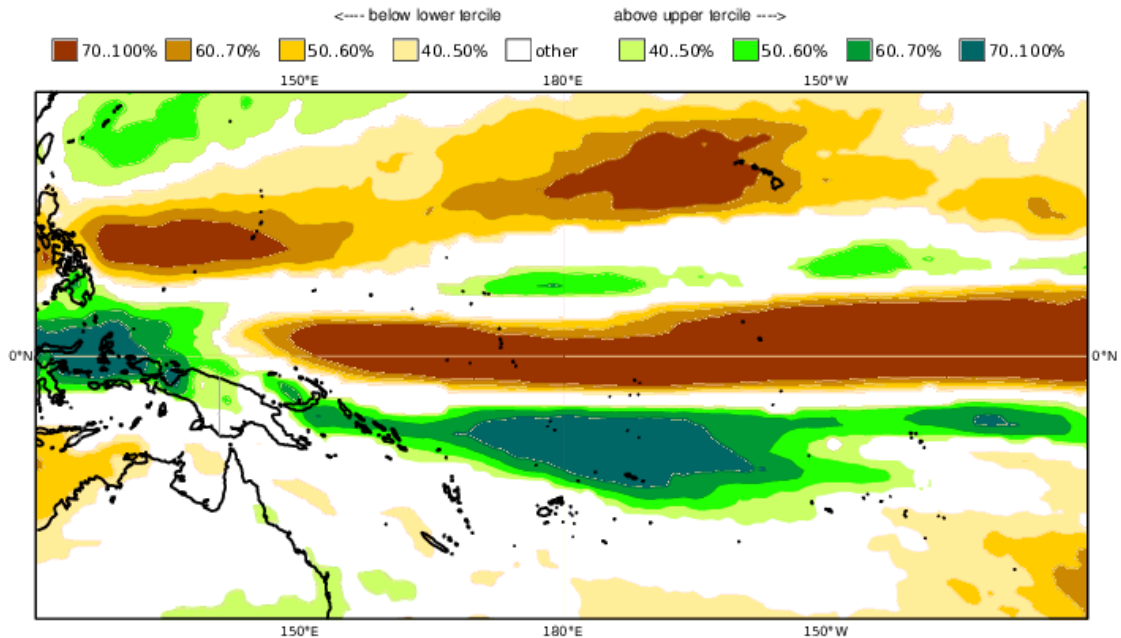 <---- below lower tercile above upper tercile ---->
70..100% 60..70% 50..60% 40..50% other 40..50% 50..60% 60..70% 70..100%
150°E 180°E 150°W
0°N 0°N
150°E 180°E 150°W